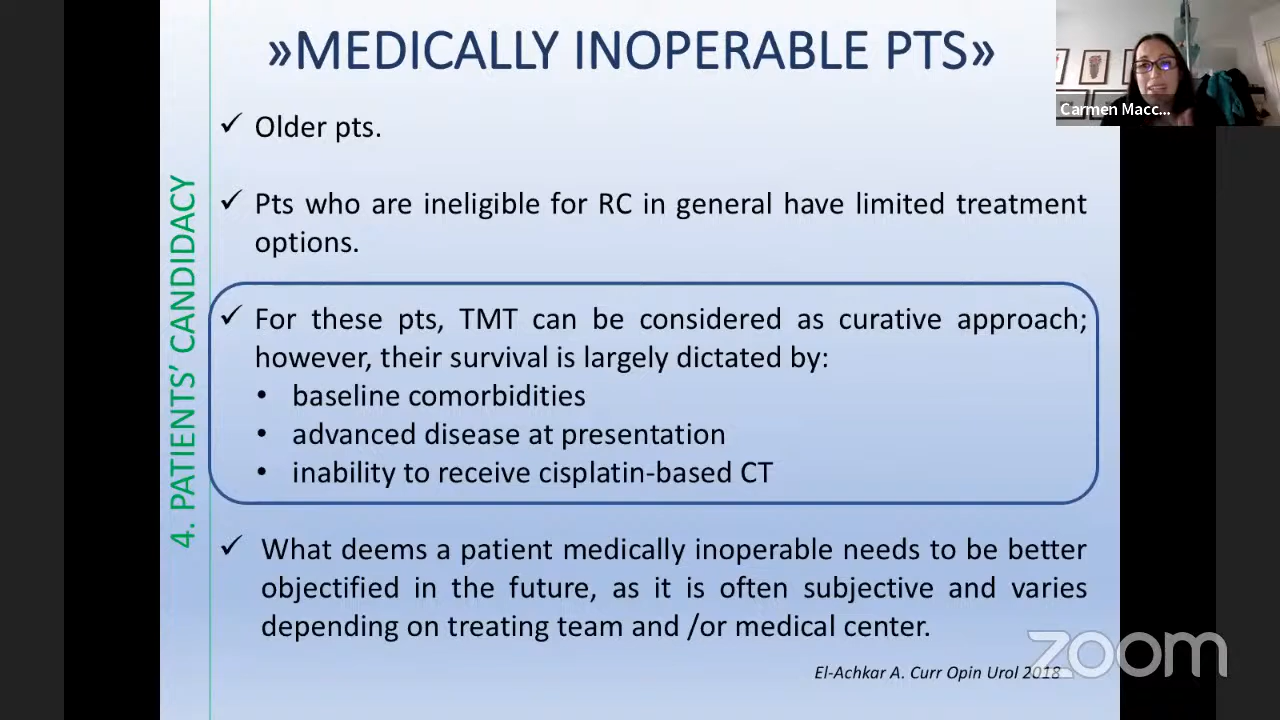 »MEDICALLY INOPERABLE PTS»
Carmen Macc...
4. PATIENTS' CANDIDACY
✓ Older pts.
✓ Pts who are ineligible for RC in general have limited treatment
options.
✓ For these pts, TMT can be considered as curative approach;
however, their survival is largely dictated by:
• baseline comorbidities
• advanced disease at presentation
• inability to receive cisplatin-based CT
✓ What deems a patient medically inoperable needs to be better
objectified in the future, as it is often subjective and varies
depending on treating team and /or medical center.
El-Achkar A. Curr Opin Urol 2018
zoom